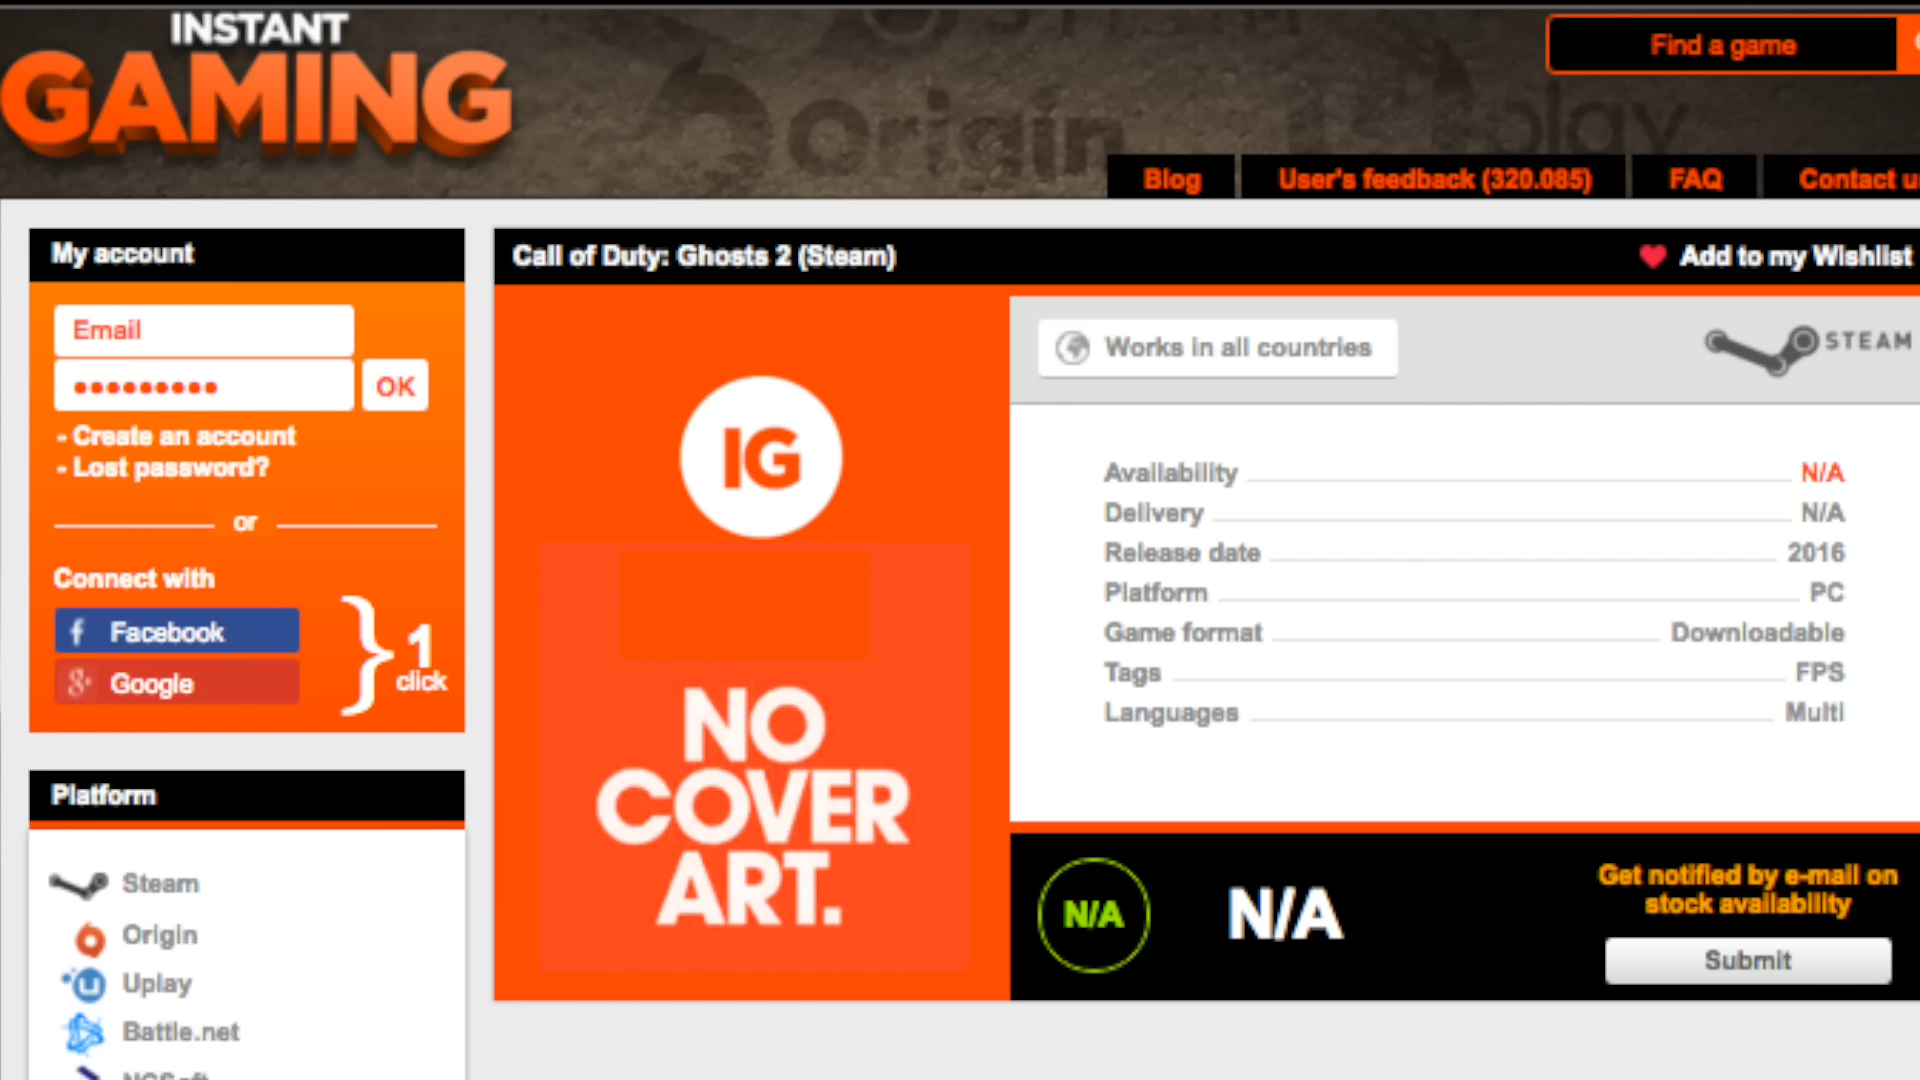 INSTANT
GAMING
Find a game
Origin
play
Blog
User's feedback (320.085)
FAQ
Contact u
My account
Email
OK
- Create an account
- Lost password?
or
Connect with
f Facebook
8+ Google
} 1
click
Platform
Steam
Origin
Uplay
Battle.net
NCSoft
Call of Duty: Ghosts 2 (Steam)
Add to my Wishlist
IG
NO
COVER
ART.
Works in all countries
STEAM
Availability N/A
Delivery N/A
Release date 2016
Platform PC
Game format Downloadable
Tags FPS
Languages Multi
N/A
N/A
Get notified by e-mail on
stock availability
Submit